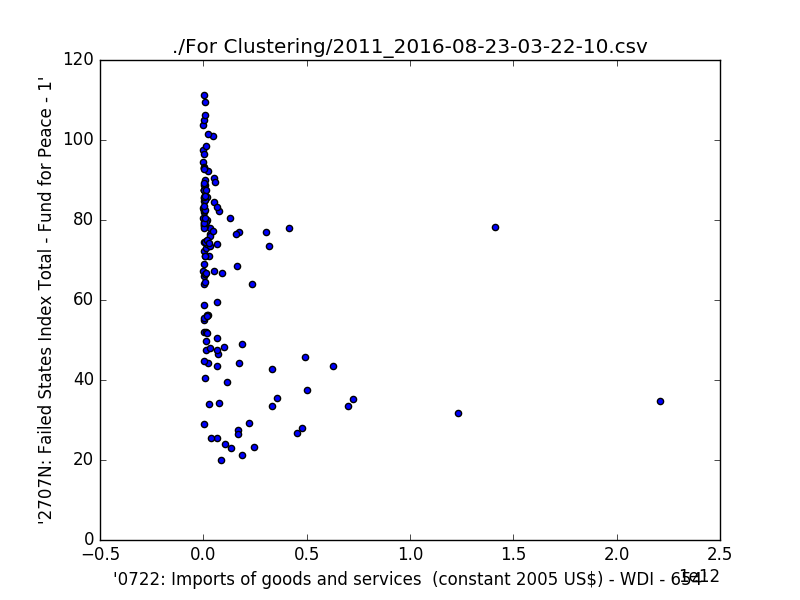 ./For Clustering/2011_2016-08-23-03-22-10.csv
120
100
80
60
40
20
0
'2707N: Failed States Index Total - Fund for Peace - 1'
−0.5 0.0 0.5 1.0 1.5 2.0 2.5
1e12
'0722: Imports of goods and services  (constant 2005 US$) - WDI - 654'